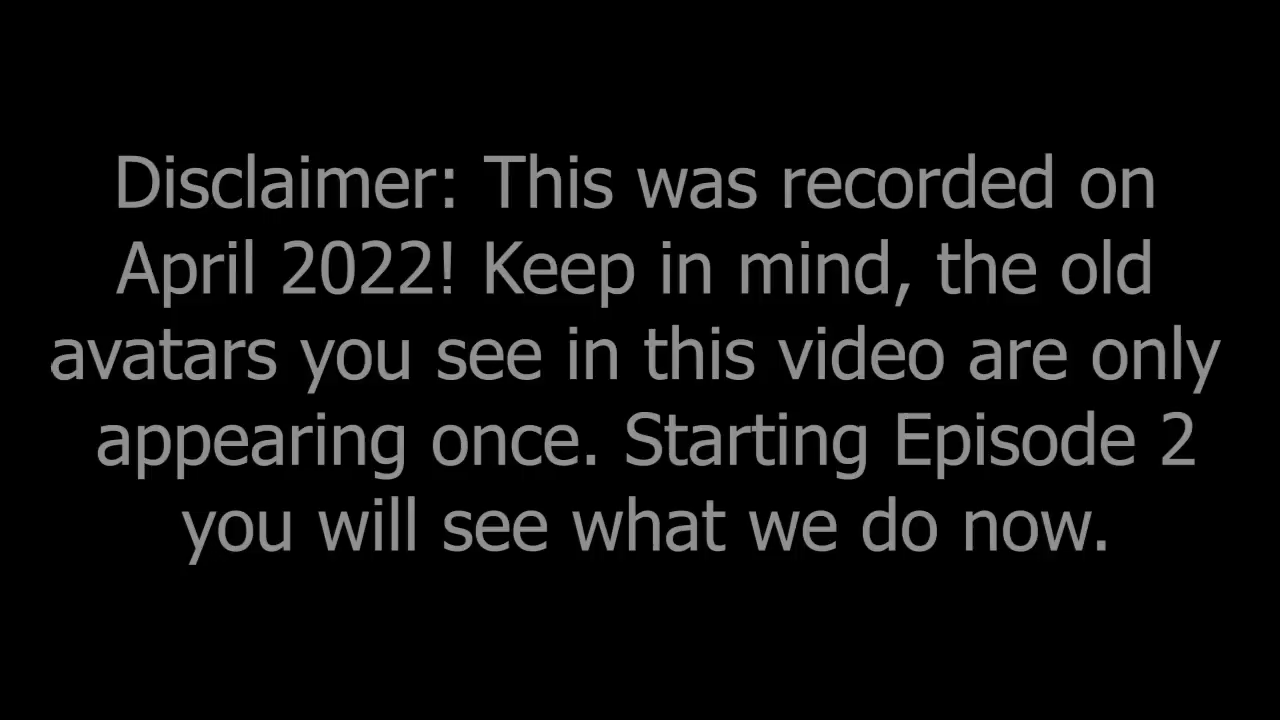 Disclaimer: This was recorded on
April 2022! Keep in mind, the old
avatars you see in this video are only
appearing once. Starting Episode 2
you will see what we do now.